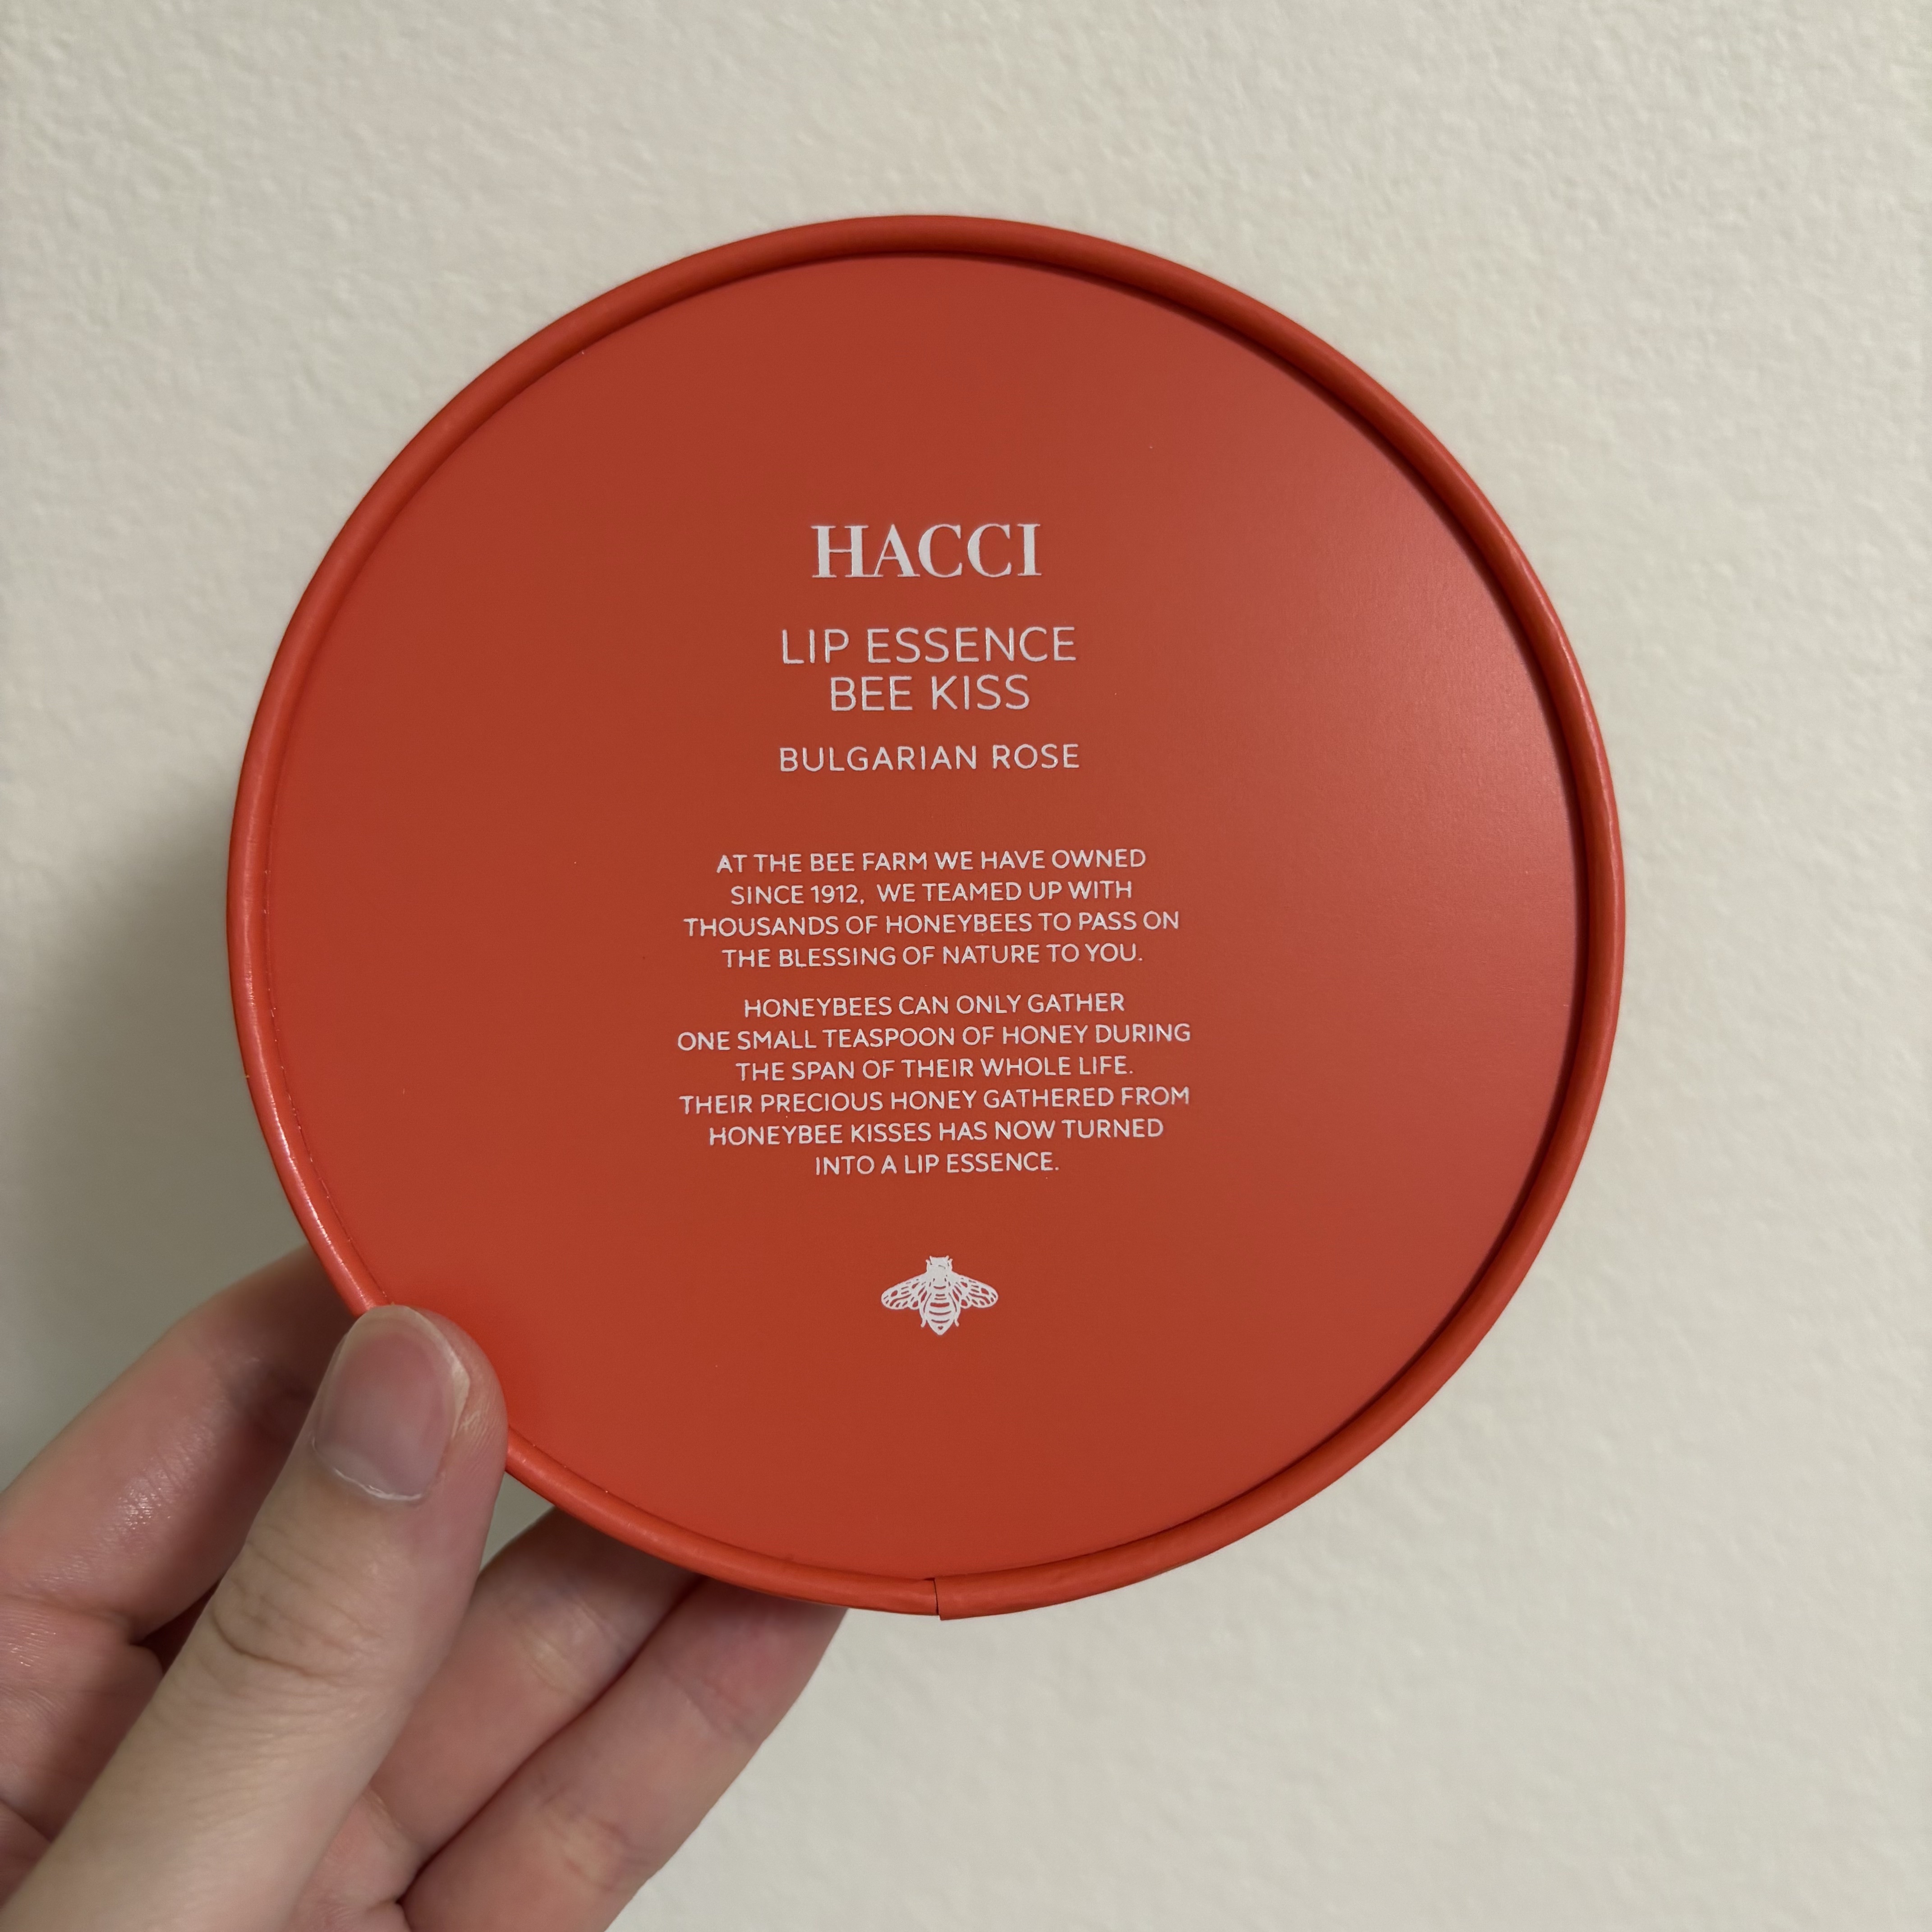 HACCI
LIP ESSENCE
BEE KISS
BULGARIAN ROSE
AT THE BEE FARM WE HAVE OWNED
SINCE 1912, WE TEAMED UP WITH
THOUSANDS OF HONEYBEES TO PASS ON
THE BLESSING OF NATURE TO YOU.
HONEYBEES CAN ONLY GATHER
ONE SMALL TEASPOON OF HONEY DURING
THE SPAN OF THEIR WHOLE LIFE.
THEIR PRECIOUS HONEY GATHERED FROM
HONEYBEE KISSES HAS NOW TURNED
INTO A LIP ESSENCE.